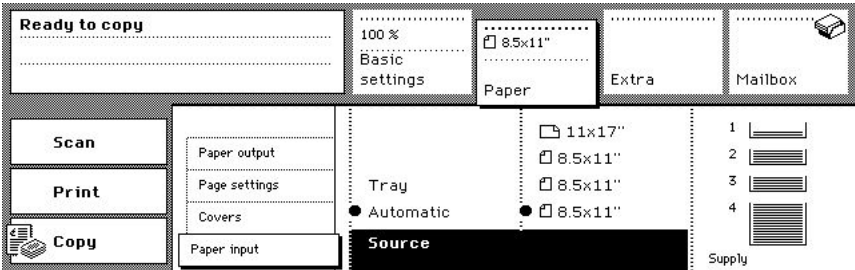 Ready to copy
100 %
Basic
settings
8.5x11"
Paper
Extra
Mailbox
Scan
Print
Copy
Paper output
Page settings
Covers
Paper input
Tray
Automatic
Source
11x17"
8.5x11"
8.5x11"
8.5x11"
1
2
3
4
Supply